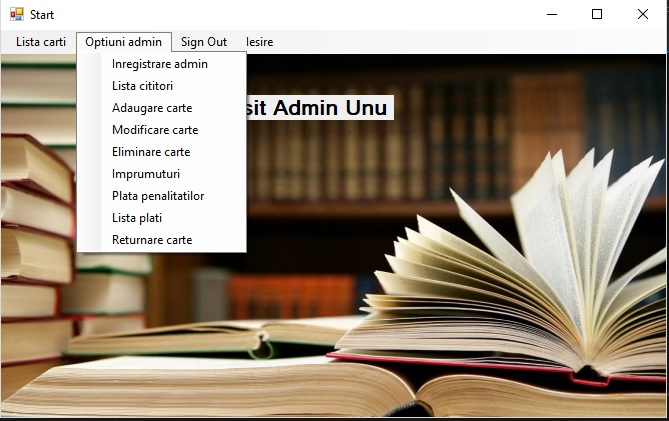 Start
Lista carti Optiuni admin Sign Out Iesire
Inregistrare admin
Lista cititori
Adaugare carte
Modificare carte
Eliminare carte
Imprumuturi
Plata penalitatilor
Lista plati
Returnare carte
sit Admin Unu